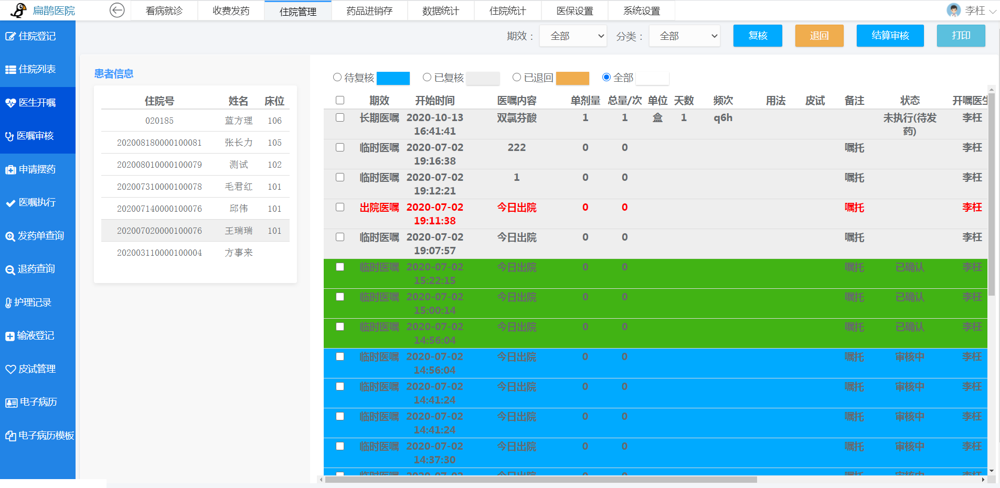 扁鹊医院 看病就诊 收费发药 住院管理 药品进销存 数据统计 住院统计 医保设置 系统设置 李枉
期效： 全部 分类： 全部 复核 退回 结算审核 打印
住院登记
住院列表
医生开嘱
医嘱审核
申请摆药
医嘱执行
发药单查询
退药查询
护理记录
输液登记
皮试管理
电子病历
电子病历模板
患者信息
住院号 姓名 床位
020185 蓝方理 106
202008180000100081 张长力 105
202008010000100079 测试 102
202007310000100078 毛君红 101
202007140000100076 邱伟 101
202007020000100076 王瑞瑞 101
202003110000100004 方事来
待复核 已复核 已退回 全部
期效 开始时间 医嘱内容 单剂量 总量/次 单位 天数 频次 用法 皮试 备注 状态 开嘱医生
长期医嘱 2020-10-13 双氯芬酸 1 1 盒 1 q6h 未执行(待发 李枉
16:41:41 药)
临时医嘱 2020-07-02 222 0 0 嘱托 李枉
19:16:38
临时医嘱 2020-07-02 1 0 0 嘱托 李枉
19:12:21
出院医嘱 2020-07-02 今日出院 0 0 嘱托 李枉
19:11:38
临时医嘱 2020-07-02 今日出院 0 0 嘱托 李枉
19:07:57
临时医嘱 2020-07-02 今日出院 0 0 嘱托 已确认 李枉
15:22:15
临时医嘱 2020-07-02 今日出院 0 0 嘱托 已确认 李枉
15:00:14
临时医嘱 2020-07-02 今日出院 0 0 嘱托 已确认 李枉
14:56:04
临时医嘱 2020-07-02 今日出院 0 0 嘱托 审核中 李枉
14:56:04
临时医嘱 2020-07-02 今日出院 0 0 嘱托 审核中 李枉
14:41:24
临时医嘱 2020-07-02 今日出院 0 0 嘱托 审核中 李枉
14:41:24
临时医嘱 2020-07-02 今日出院 0 0 嘱托 审核中 李枉
14:37:30